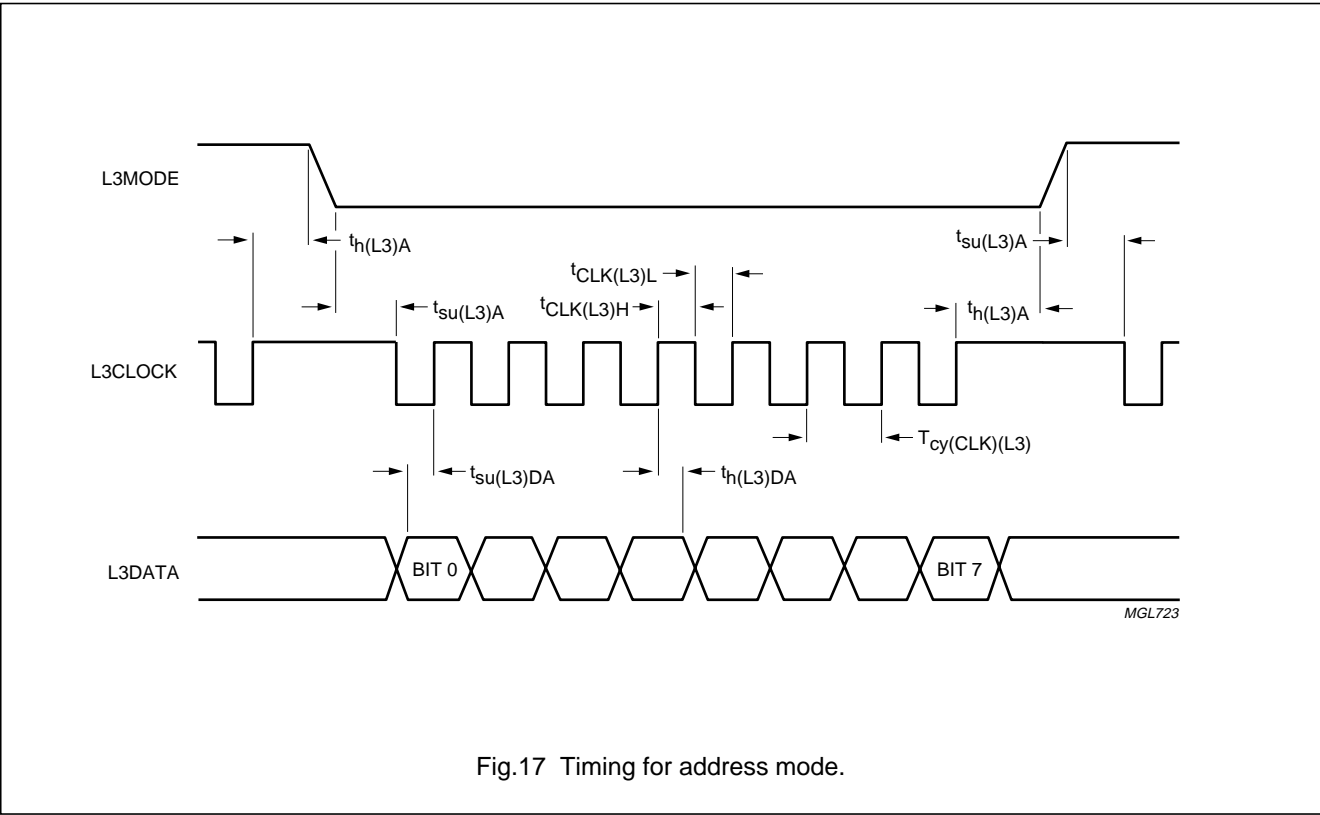 L3MODE
th(L3)A
tsu(L3)A
tCLK(L3)L
tsu(L3)A
tCLK(L3)H
th(L3)A
L3CLOCK
Tcy(CLK)(L3)
tsu(L3)DA
th(L3)DA
L3DATA
BIT 0
BIT 7
MGL723
Fig.17 Timing for address mode.